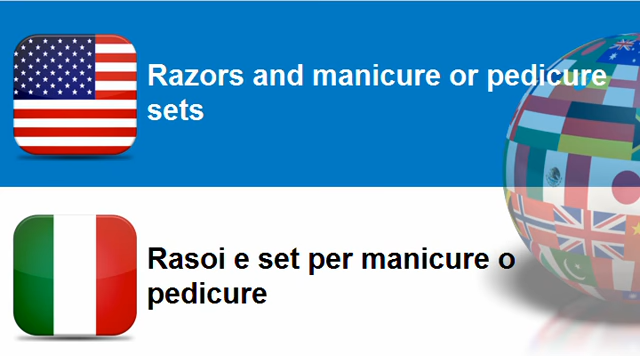 Razors and manicure or pedicure
sets
Rasoi e set per manicure o
pedicure